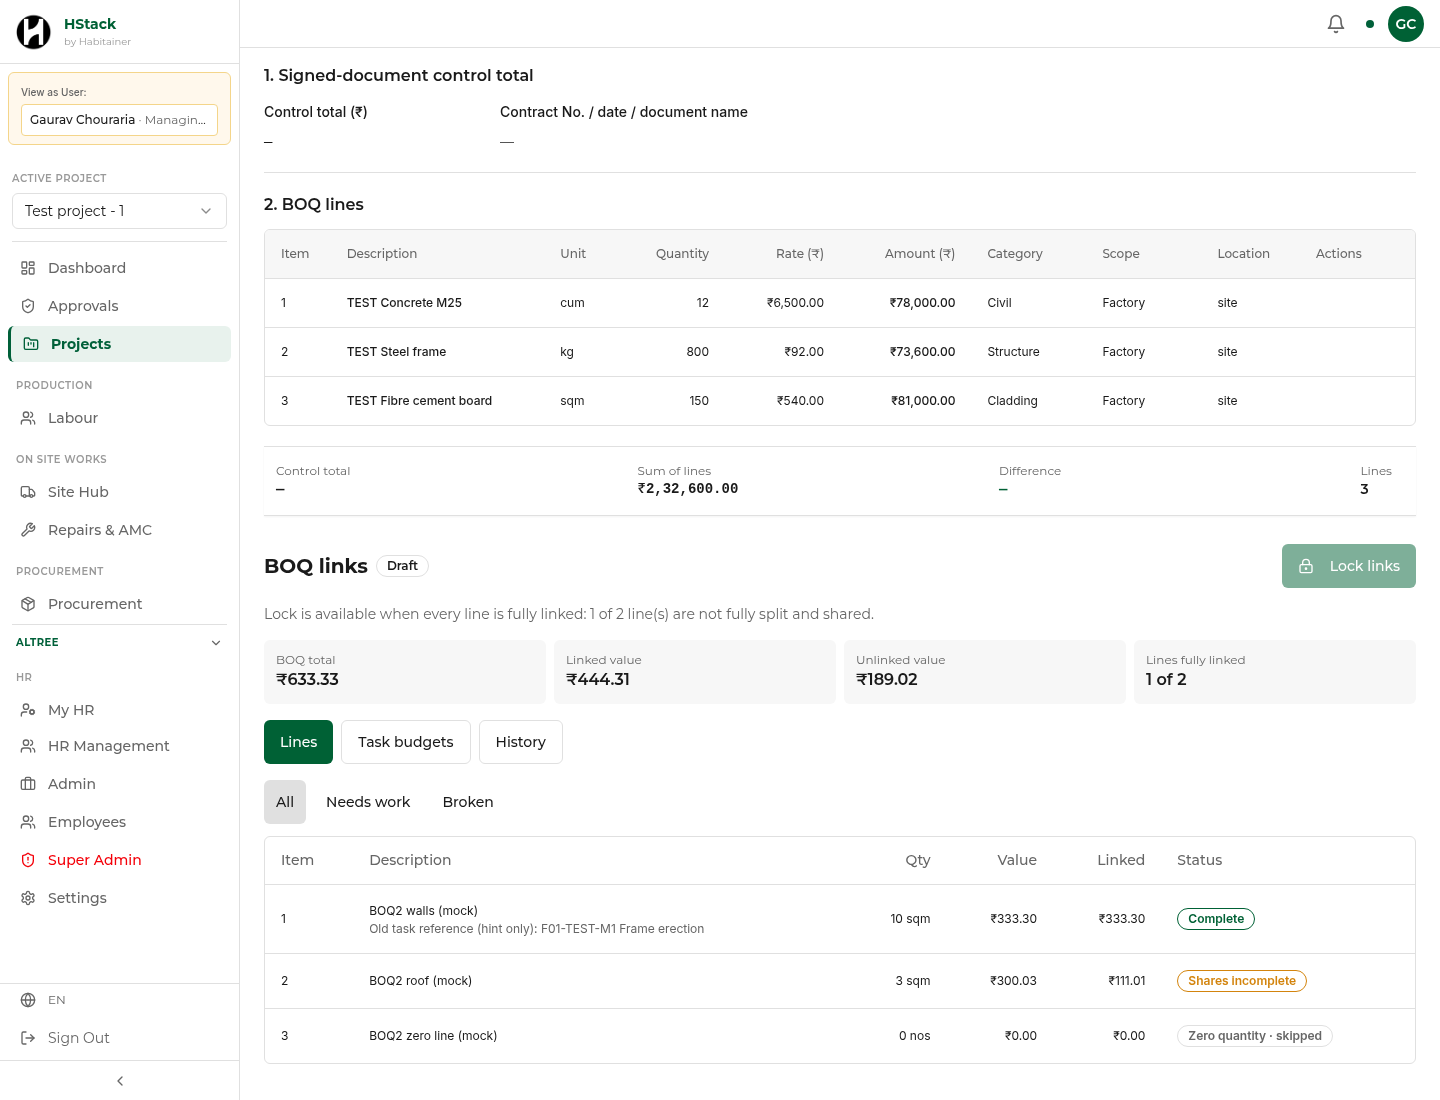 HStack
by Habitainer
GC
View as User:
Gaurav Chouraria · Managin...
ACTIVE PROJECT
Test project - 1
Dashboard
Approvals
Projects
PRODUCTION
Labour
ON SITE WORKS
Site Hub
Repairs & AMC
PROCUREMENT
Procurement
ALTREE
HR
My HR
HR Management
Admin
Employees
Super Admin
Settings
EN
Sign Out
1. Signed-document control total
Control total (₹) Contract No. / date / document name
– —
2. BOQ lines
Item Description Unit Quantity Rate (₹) Amount (₹) Category Scope Location Actions
1 TEST Concrete M25 cum 12 ₹6,500.00 ₹78,000.00 Civil Factory site
2 TEST Steel frame kg 800 ₹92.00 ₹73,600.00 Structure Factory site
3 TEST Fibre cement board sqm 150 ₹540.00 ₹81,000.00 Cladding Factory site
Control total Sum of lines Difference Lines
– ₹2,32,600.00 – 3
BOQ links Draft Lock links
Lock is available when every line is fully linked: 1 of 2 line(s) are not fully split and shared.
BOQ total Linked value Unlinked value Lines fully linked
₹633.33 ₹444.31 ₹189.02 1 of 2
Lines Task budgets History
All Needs work Broken
Item Description Qty Value Linked Status
1 BOQ2 walls (mock) 10 sqm ₹333.30 ₹333.30 Complete
Old task reference (hint only): F01-TEST-M1 Frame erection
2 BOQ2 roof (mock) 3 sqm ₹300.03 ₹111.01 Shares incomplete
3 BOQ2 zero line (mock) 0 nos ₹0.00 ₹0.00 Zero quantity · skipped